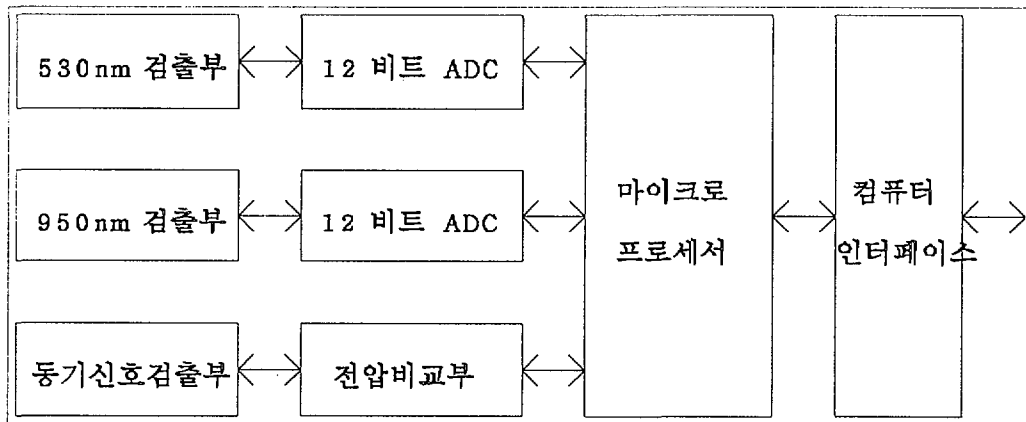 530nm 검출부
12 비트 ADC
950nm 검출부
12 비트 ADC
동기신호검출부
전압비교부
마이크로
프로세서
컴퓨터
인터페이스